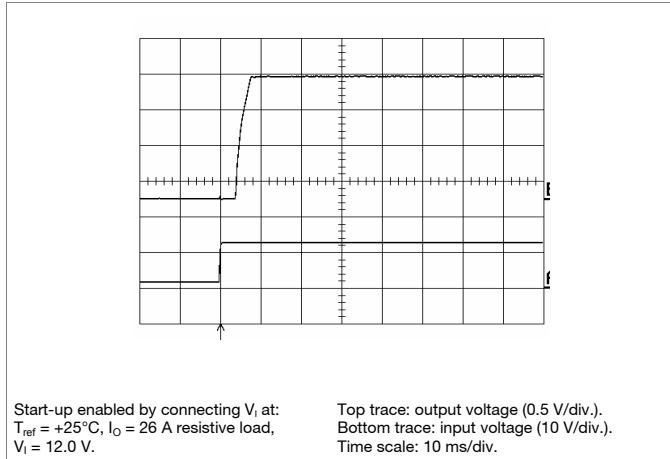 Start-up enabled by connecting VI at:
Tref = +25°C, IO = 26 A resistive load,
VI = 12.0 V.
Top trace: output voltage (0.5 V/div.).
Bottom trace: input voltage (10 V/div.).
Time scale: 10 ms/div.